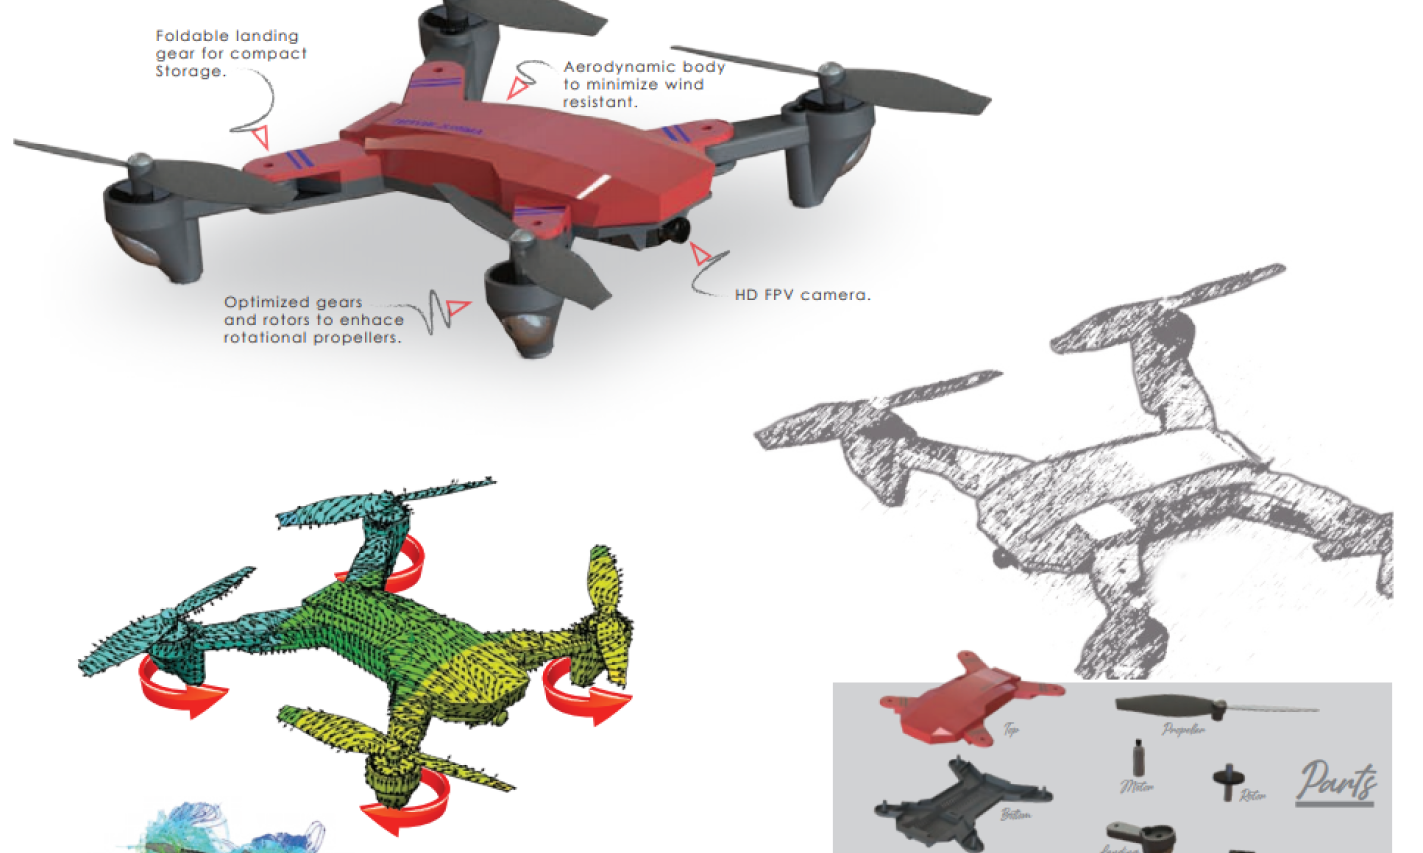 Foldable landing
gear for compact
Storage.
Aerodynamic body
to minimize wind
resistant.
Optimized gears
and rotors to enhace
rotational propellers.
HD FPV camera.
Top
Propeller
Motor
Rotor
Parts
Bottom